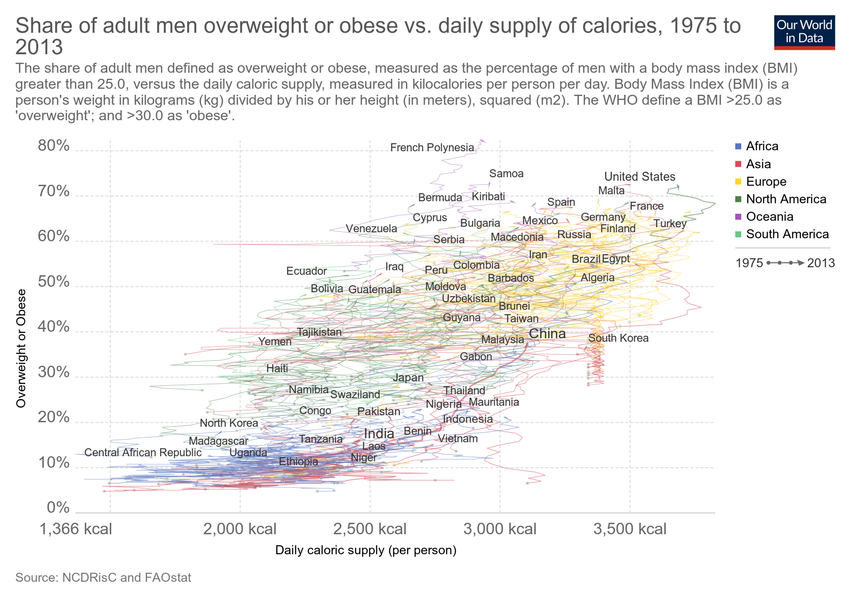 Share of adult men overweight or obese vs. daily supply of calories, 1975 to
2013
Our World
in Data
The share of adult men defined as overweight or obese, measured as the percentage of men with a body mass index (BMI)
greater than 25.0, versus the daily caloric supply, measured in kilocalories per person per day. Body Mass Index (BMI) is a
person's weight in kilograms (kg) divided by his or her height (in meters), squared (m2). The WHO define a BMI >25.0 as
'overweight'; and >30.0 as 'obese'.
80%
70%
60%
50%
40%
30%
20%
10%
0%
Overweight or Obese
French Polynesia
Samoa
United States
Malta
Bermuda
Kiribati
Spain
France
Cyprus
Bulgaria
Mexico
Germany
Turkey
Venezuela
Finland
Serbia
Macedonia
Russia
Iran
Brazil
Egypt
Ecuador
Iraq
Peru
Colombia
Barbados
Algeria
Bolivia
Guatemala
Moldova
Uzbekistan
Brunei
Guyana
Taiwan
Tajikistan
China
Yemen
Malaysia
South Korea
Gabon
Haiti
Japan
Namibia
Swaziland
Thailand
Nigeria
Mauritania
Congo
Pakistan
North Korea
Indonesia
India
Benin
Madagascar
Tanzania
Vietnam
Laos
Central African Republic
Uganda
Ethiopia
Niger
1,366 kcal
2,000 kcal
2,500 kcal
3,000 kcal
3,500 kcal
Daily caloric supply (per person)
Africa
Asia
Europe
North America
Oceania
South America
1975
2013
Source: NCDRisC and FAOstat